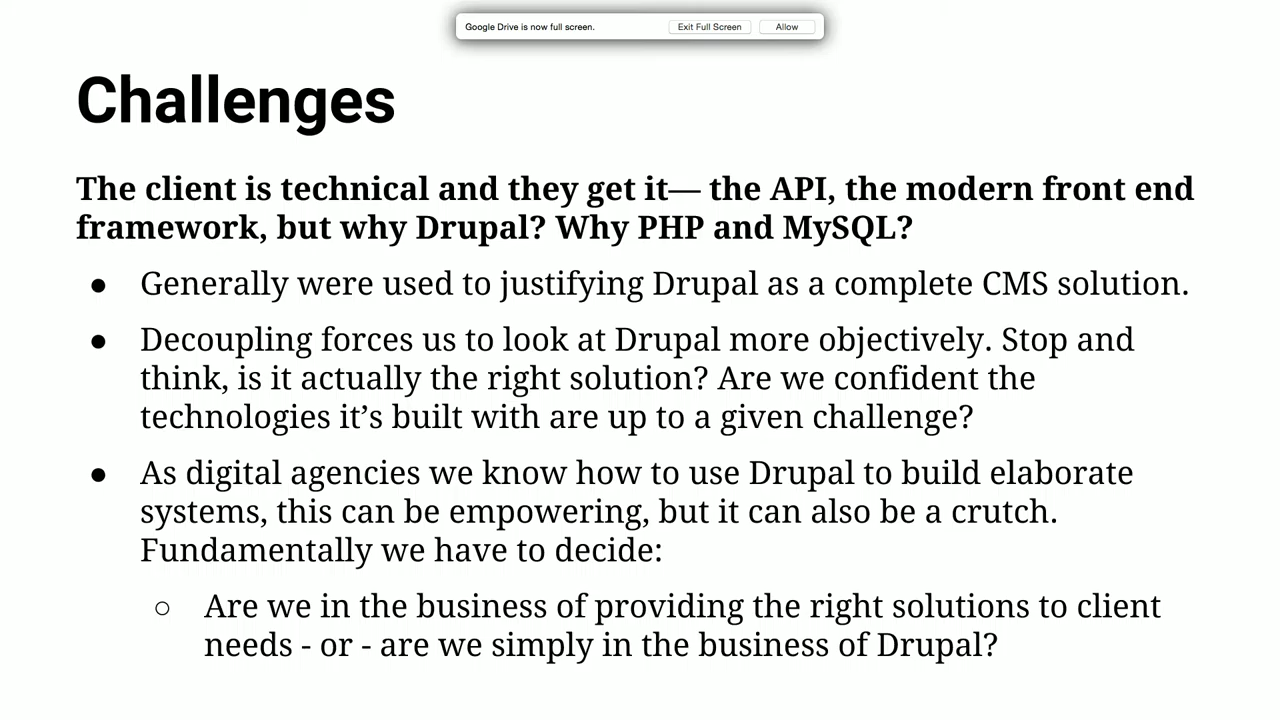 Google Drive is now full screen. Exit Full Screen Allow
Challenges
The client is technical and they get it— the API, the modern front end
framework, but why Drupal? Why PHP and MySQL?
● Generally were used to justifying Drupal as a complete CMS solution.
● Decoupling forces us to look at Drupal more objectively. Stop and
think, is it actually the right solution? Are we confident the
technologies it’s built with are up to a given challenge?
● As digital agencies we know how to use Drupal to build elaborate
systems, this can be empowering, but it can also be a crutch.
Fundamentally we have to decide:
○ Are we in the business of providing the right solutions to client
needs - or - are we simply in the business of Drupal?